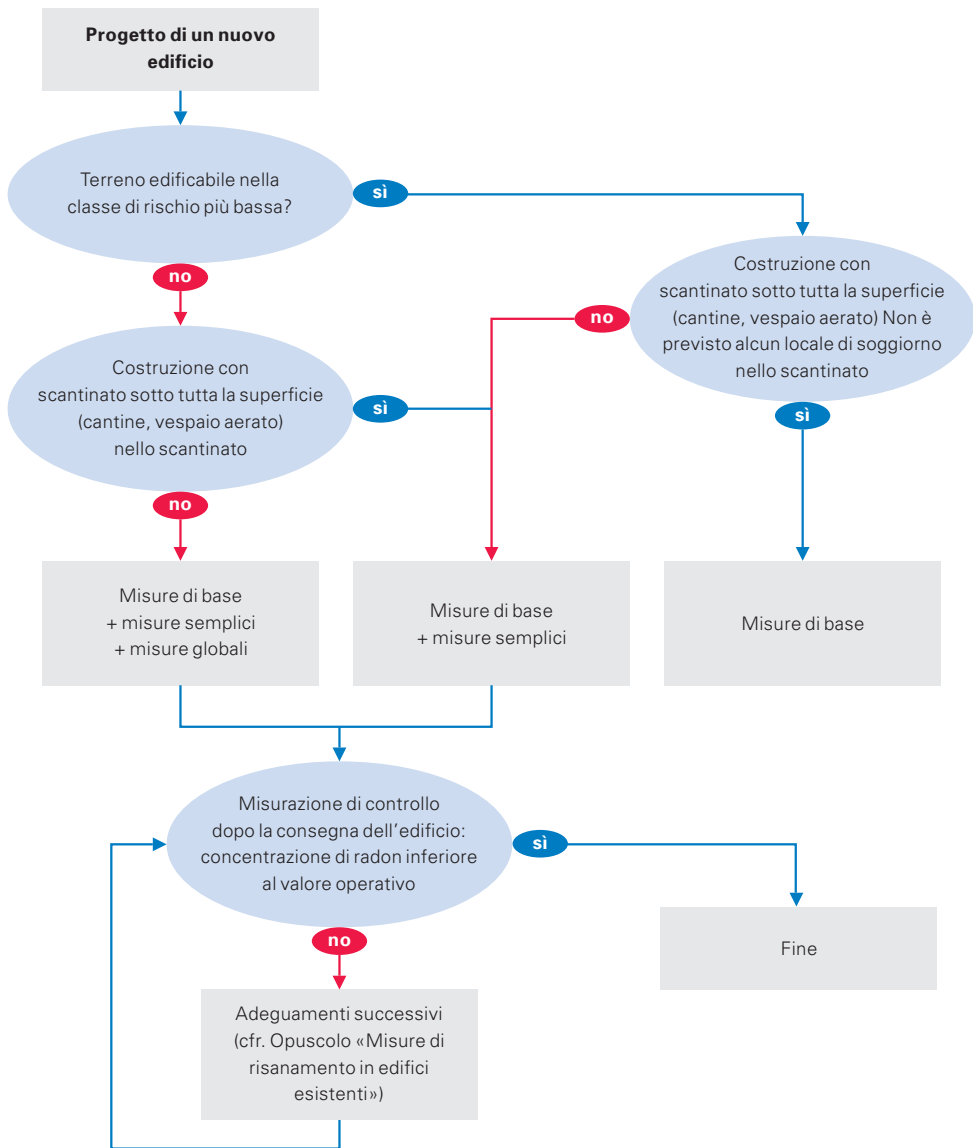 Progetto di un nuovo
edificio
Terreno edificabile nella
classe di rischio più bassa?
sì
no
Costruzione con
scantinato sotto tutta la superficie
(cantine, vespaio aerato) Non è
previsto alcun locale di soggiorno
nello scantinato
no
sì
Costruzione con
scantinato sotto tutta la superficie
(cantine, vespaio aerato)
nello scantinato
sì
no
Misure di base
+ misure semplici
+ misure globali
Misure di base
+ misure semplici
Misure di base
Misurazione di controllo
dopo la consegna dell'edificio:
concentrazione di radon inferiore
al valore operativo
sì
no
Fine
Adeguamenti successivi
(cfr. Opuscolo «Misure di
risanamento in edifici
esistenti»)